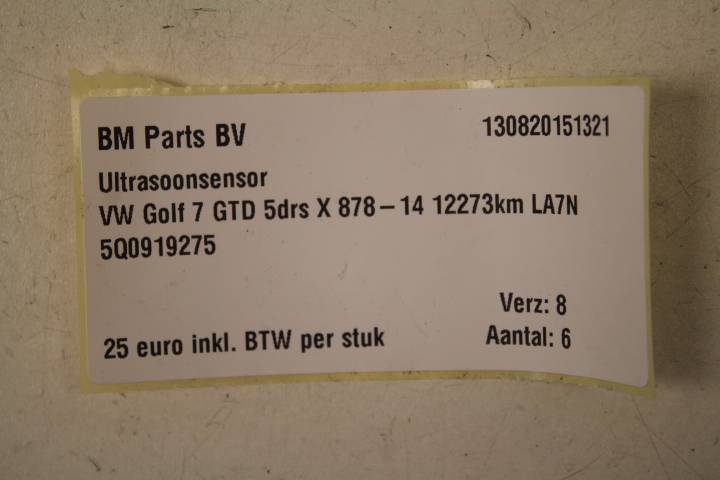 BM Parts BV 130820151321
Ultrasoonsensor
VW Golf 7 GTD 5drs X 878-14 12273km LA7N
5Q0919275
Verz: 8
25 euro inkl. BTW per stuk Aantal: 6